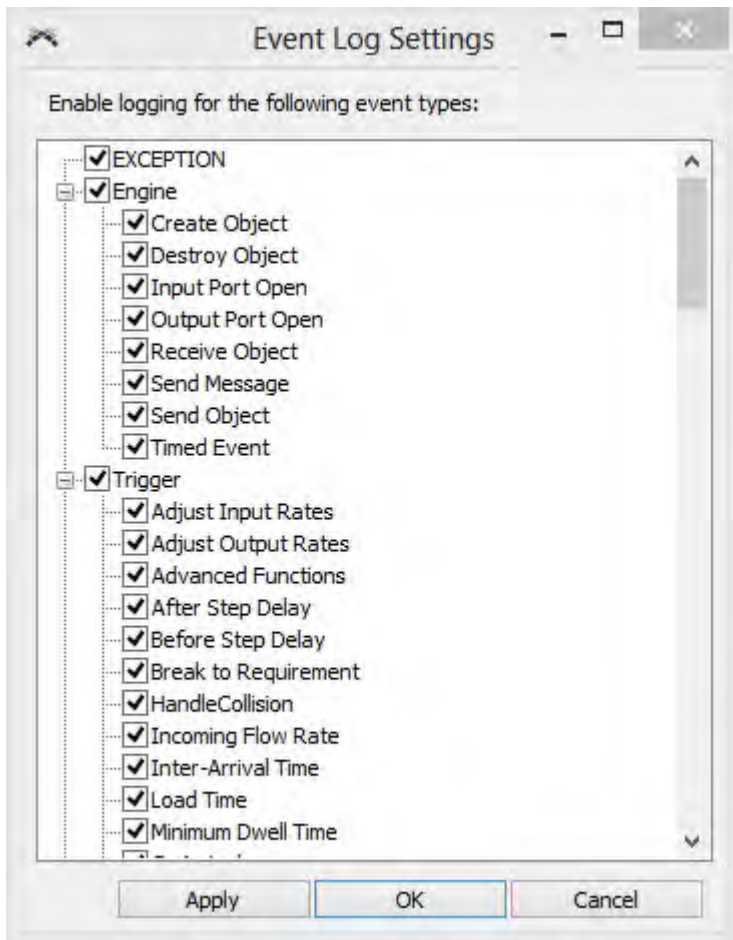 Event Log Settings
Enable logging for the following event types:
EXCEPTION
Engine
Create Object
Destroy Object
Input Port Open
Output Port Open
Receive Object
Send Message
Send Object
Timed Event
Trigger
Adjust Input Rates
Adjust Output Rates
Advanced Functions
After Step Delay
Before Step Delay
Break to Requirement
HandleCollision
Incoming Flow Rate
Inter-Arrival Time
Load Time
Minimum Dwell Time
Apply OK Cancel